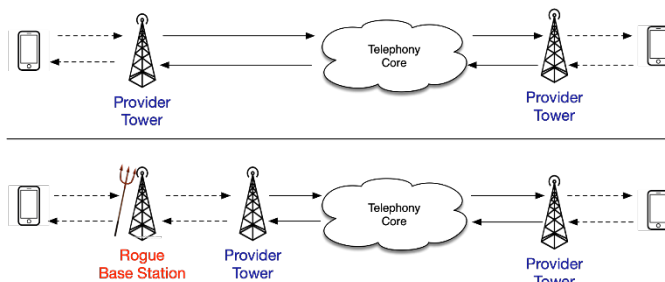 Telephony
Core
Provider
Tower
Provider
Tower
Telephony
Core
Rogue
Base Station
Provider
Tower
Provider
Tower